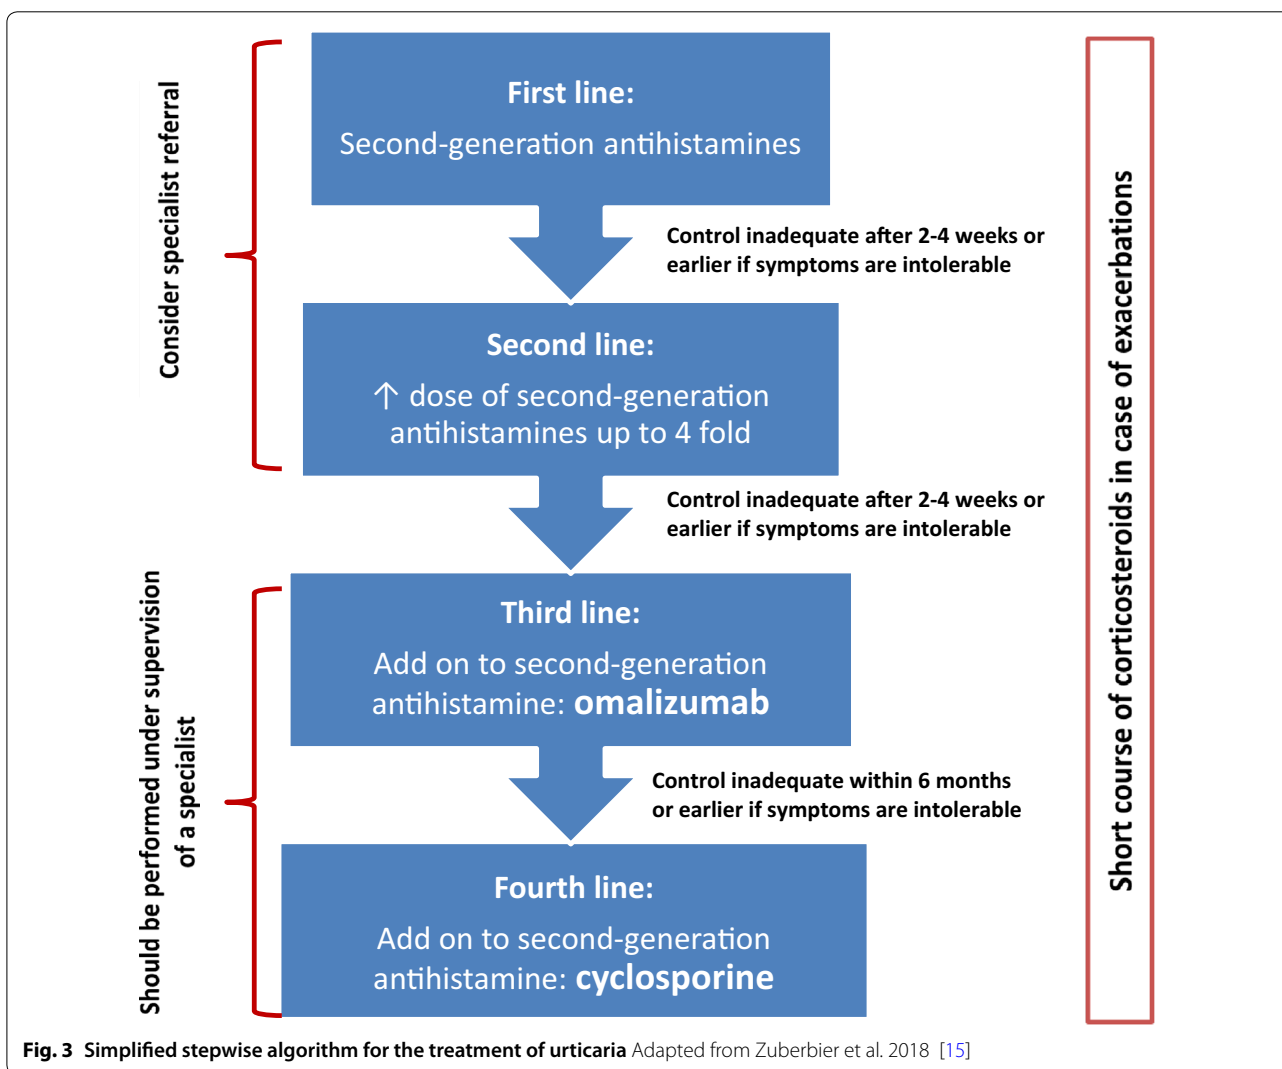 Consider specialist referral
First line:
Second-generation antihistamines
Control inadequate after 2-4 weeks or
earlier if symptoms are intolerable
Second line:
↑ dose of second-generation
antihistamines up to 4 fold
Control inadequate after 2-4 weeks or
earlier if symptoms are intolerable
Should be performed under supervision
of a specialist
Third line:
Add on to second-generation
antihistamine: omalizumab
Control inadequate within 6 months
or earlier if symptoms are intolerable
Fourth line:
Add on to second-generation
antihistamine: cyclosporine
Short course of corticosteroids in case of exacerbations
Fig. 3 Simplified stepwise algorithm for the treatment of urticaria Adapted from Zuberbier et al. 2018 [15]